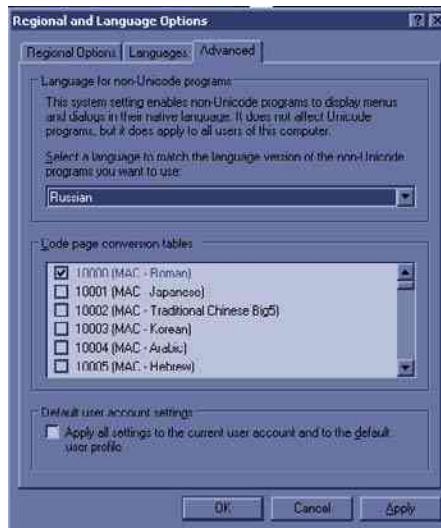 Regional and Language Options
Regional Options
Languages
Advanced
Language for non-Unicode programs
This system setting enables non-Unicode programs to display menus
and dialogs in their native language. It does not affect Unicode
programs, but it does apply to all users of this computer.
Select a language to match the language version of the non-Unicode
programs you want to use:
Russian
Code page conversion tables
10000 (MAC - Roman)
10001 (MAC - Japanese)
10002 (MAC - Traditional Chinese Big5)
10003 (MAC - Korean)
10004 (MAC - Arabic)
10005 (MAC - Hebrew)
Default user account settings
Apply all settings to the current user account and to the default
user profile
OK
Cancel
Apply